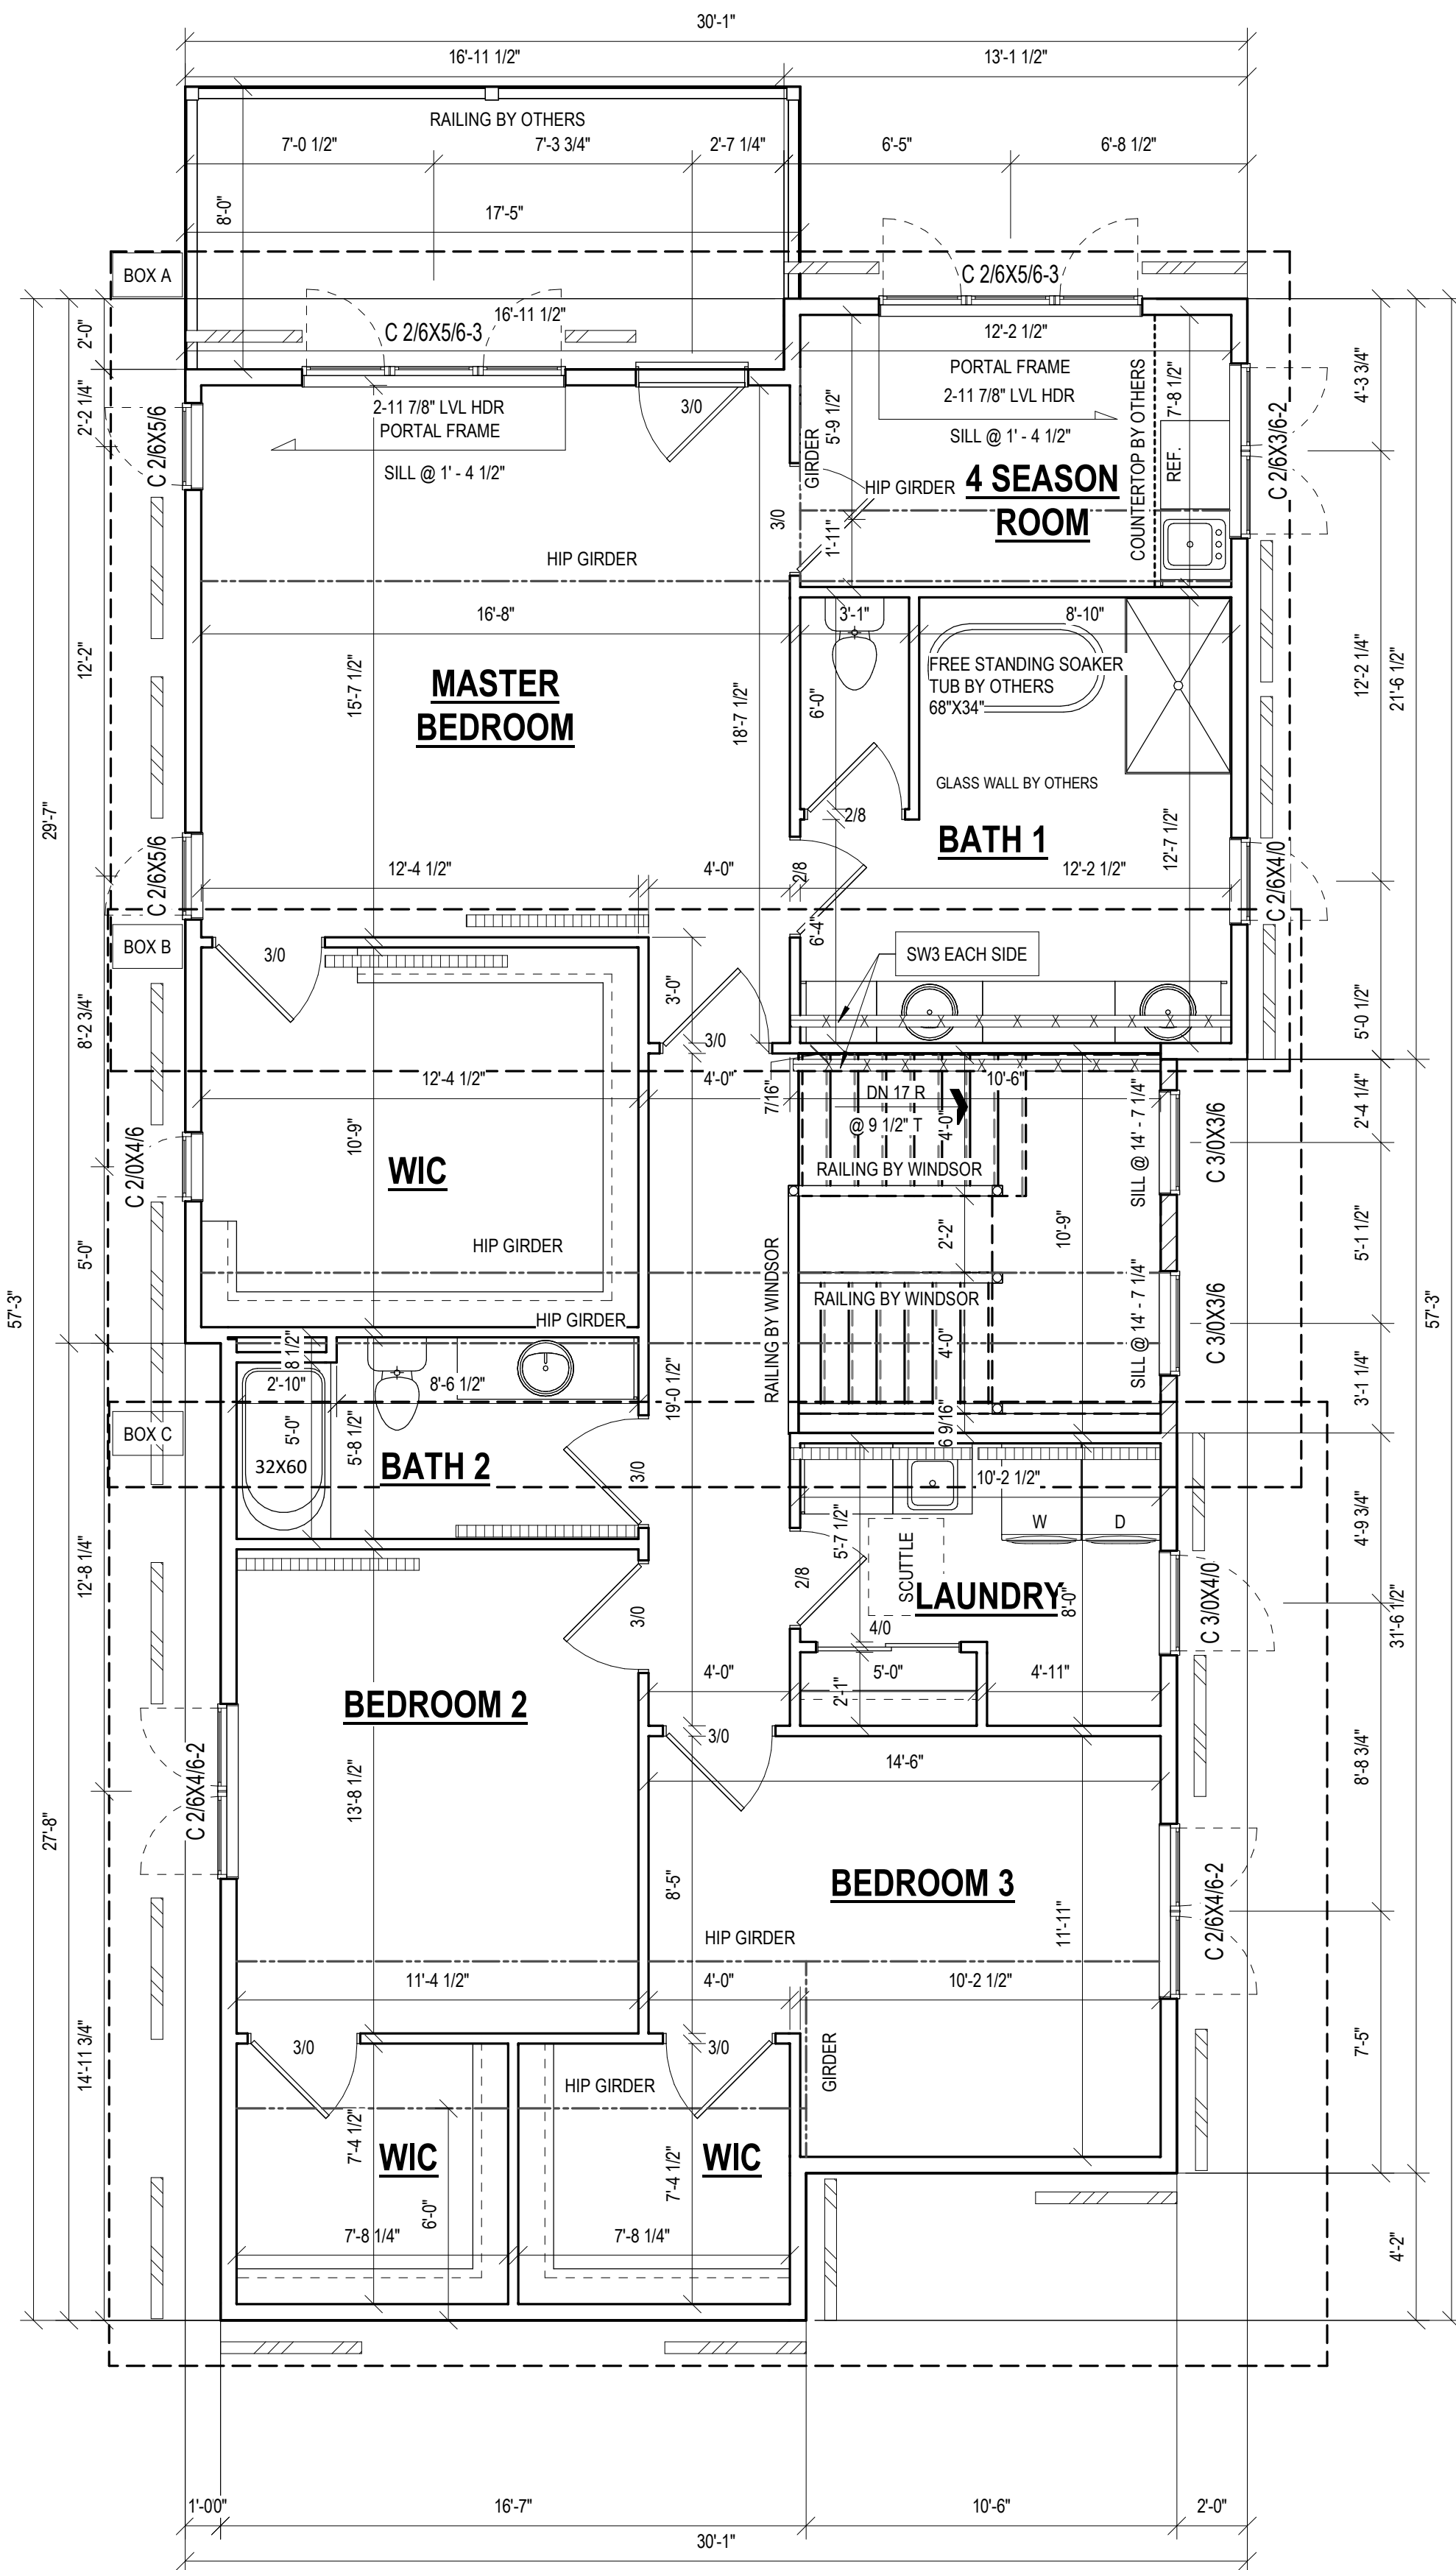 30'-1"
16'-11 1/2"
13'-1 1/2"
RAILING BY OTHERS
7'-0 1/2"
7'-3 3/4"
2'-7 1/4"
6'-5"
6'-8 1/2"
8'-0"
17'-5"
BOX A
C 2/6X5/6-3
16'-11 1/2"
C 2/6X5/6-3
12'-2 1/2"
2'-0"
2'-2 1/4"
C 2/6X5/6
2-11 7/8" LVL HDR
PORTAL FRAME
SILL @ 1' - 4 1/2"
3/0
PORTAL FRAME
2-11 7/8" LVL HDR
SILL @ 1' - 4 1/2"
5'-9 1/2"
GIRDER
HIP GIRDER
4 SEASON
ROOM
COUNTERTOP BY OTHERS
7'-8 1/2"
REF.
C 2/6X3/6-2
4'-3 3/4"
3/0
1'-11"
HIP GIRDER
16'-8"
3'-1"
8'-10"
12'-2"
15'-7 1/2"
MASTER
BEDROOM
18'-7 1/2"
6'-0"
FREE STANDING SOAKER
TUB BY OTHERS
68"X34"
12'-2 1/4"
21'-6 1/2"
GLASS WALL BY OTHERS
2/8
BATH 1
12'-7 1/2"
29'-7"
C 2/6X5/6
12'-4 1/2"
4'-0"
2/8
12'-2 1/2"
C 2/6X4/0
BOX B
3/0
6'-4"
SW3 EACH SIDE
3'-0"
8'-2 3/4"
5'-0 1/2"
3/0
12'-4 1/2"
4'-0"
7/16"
10'-6"
DN 17 R
@ 9 1/2" T
4'-0"
RAILING BY WINDSOR
SILL @ 14' - 7 1/4"
C 3/0X3/6
2'-4 1/4"
C 2/0X4/6
10'-9"
WIC
HIP GIRDER
2'-2"
10'-9"
5'-0"
5'-1 1/2"
57'-3"
57'-3"
RAILING BY WINDSOR
RAILING BY WINDSOR
HIP GIRDER
4'-0"
SILL @ 14' - 7 1/4"
C 3/0X3/6
8 1/2"
2'-10"
8'-6 1/2"
19'-0 1/2"
3'-1 1/4"
BOX C
5'-0"
5'-8 1/2"
32X60
BATH 2
3/0
6 9/16"
10'-2 1/2"
W
D
4'-9 3/4"
12'-8 1/4"
3/0
5'-7 1/2"
2/8
SCUTTLE
LAUNDRY
8'-0"
C 3/0X4/0
31'-6 1/2"
4/0
4'-0"
5'-0"
4'-11"
2'-1"
BEDROOM 2
3/0
14'-6"
C 2/6X4/6-2
13'-8 1/2"
8'-8 3/4"
27'-8"
8'-5"
BEDROOM 3
C 2/6X4/6-2
HIP GIRDER
11'-11"
11'-4 1/2"
4'-0"
10'-2 1/2"
14'-11 3/4"
3/0
3/0
HIP GIRDER
GIRDER
7'-5"
7'-4 1/2"
WIC
7'-4 1/2"
WIC
6'-0"
7'-8 1/4"
7'-8 1/4"
4'-2"
1'-00"
16'-7"
10'-6"
2'-0"
30'-1"